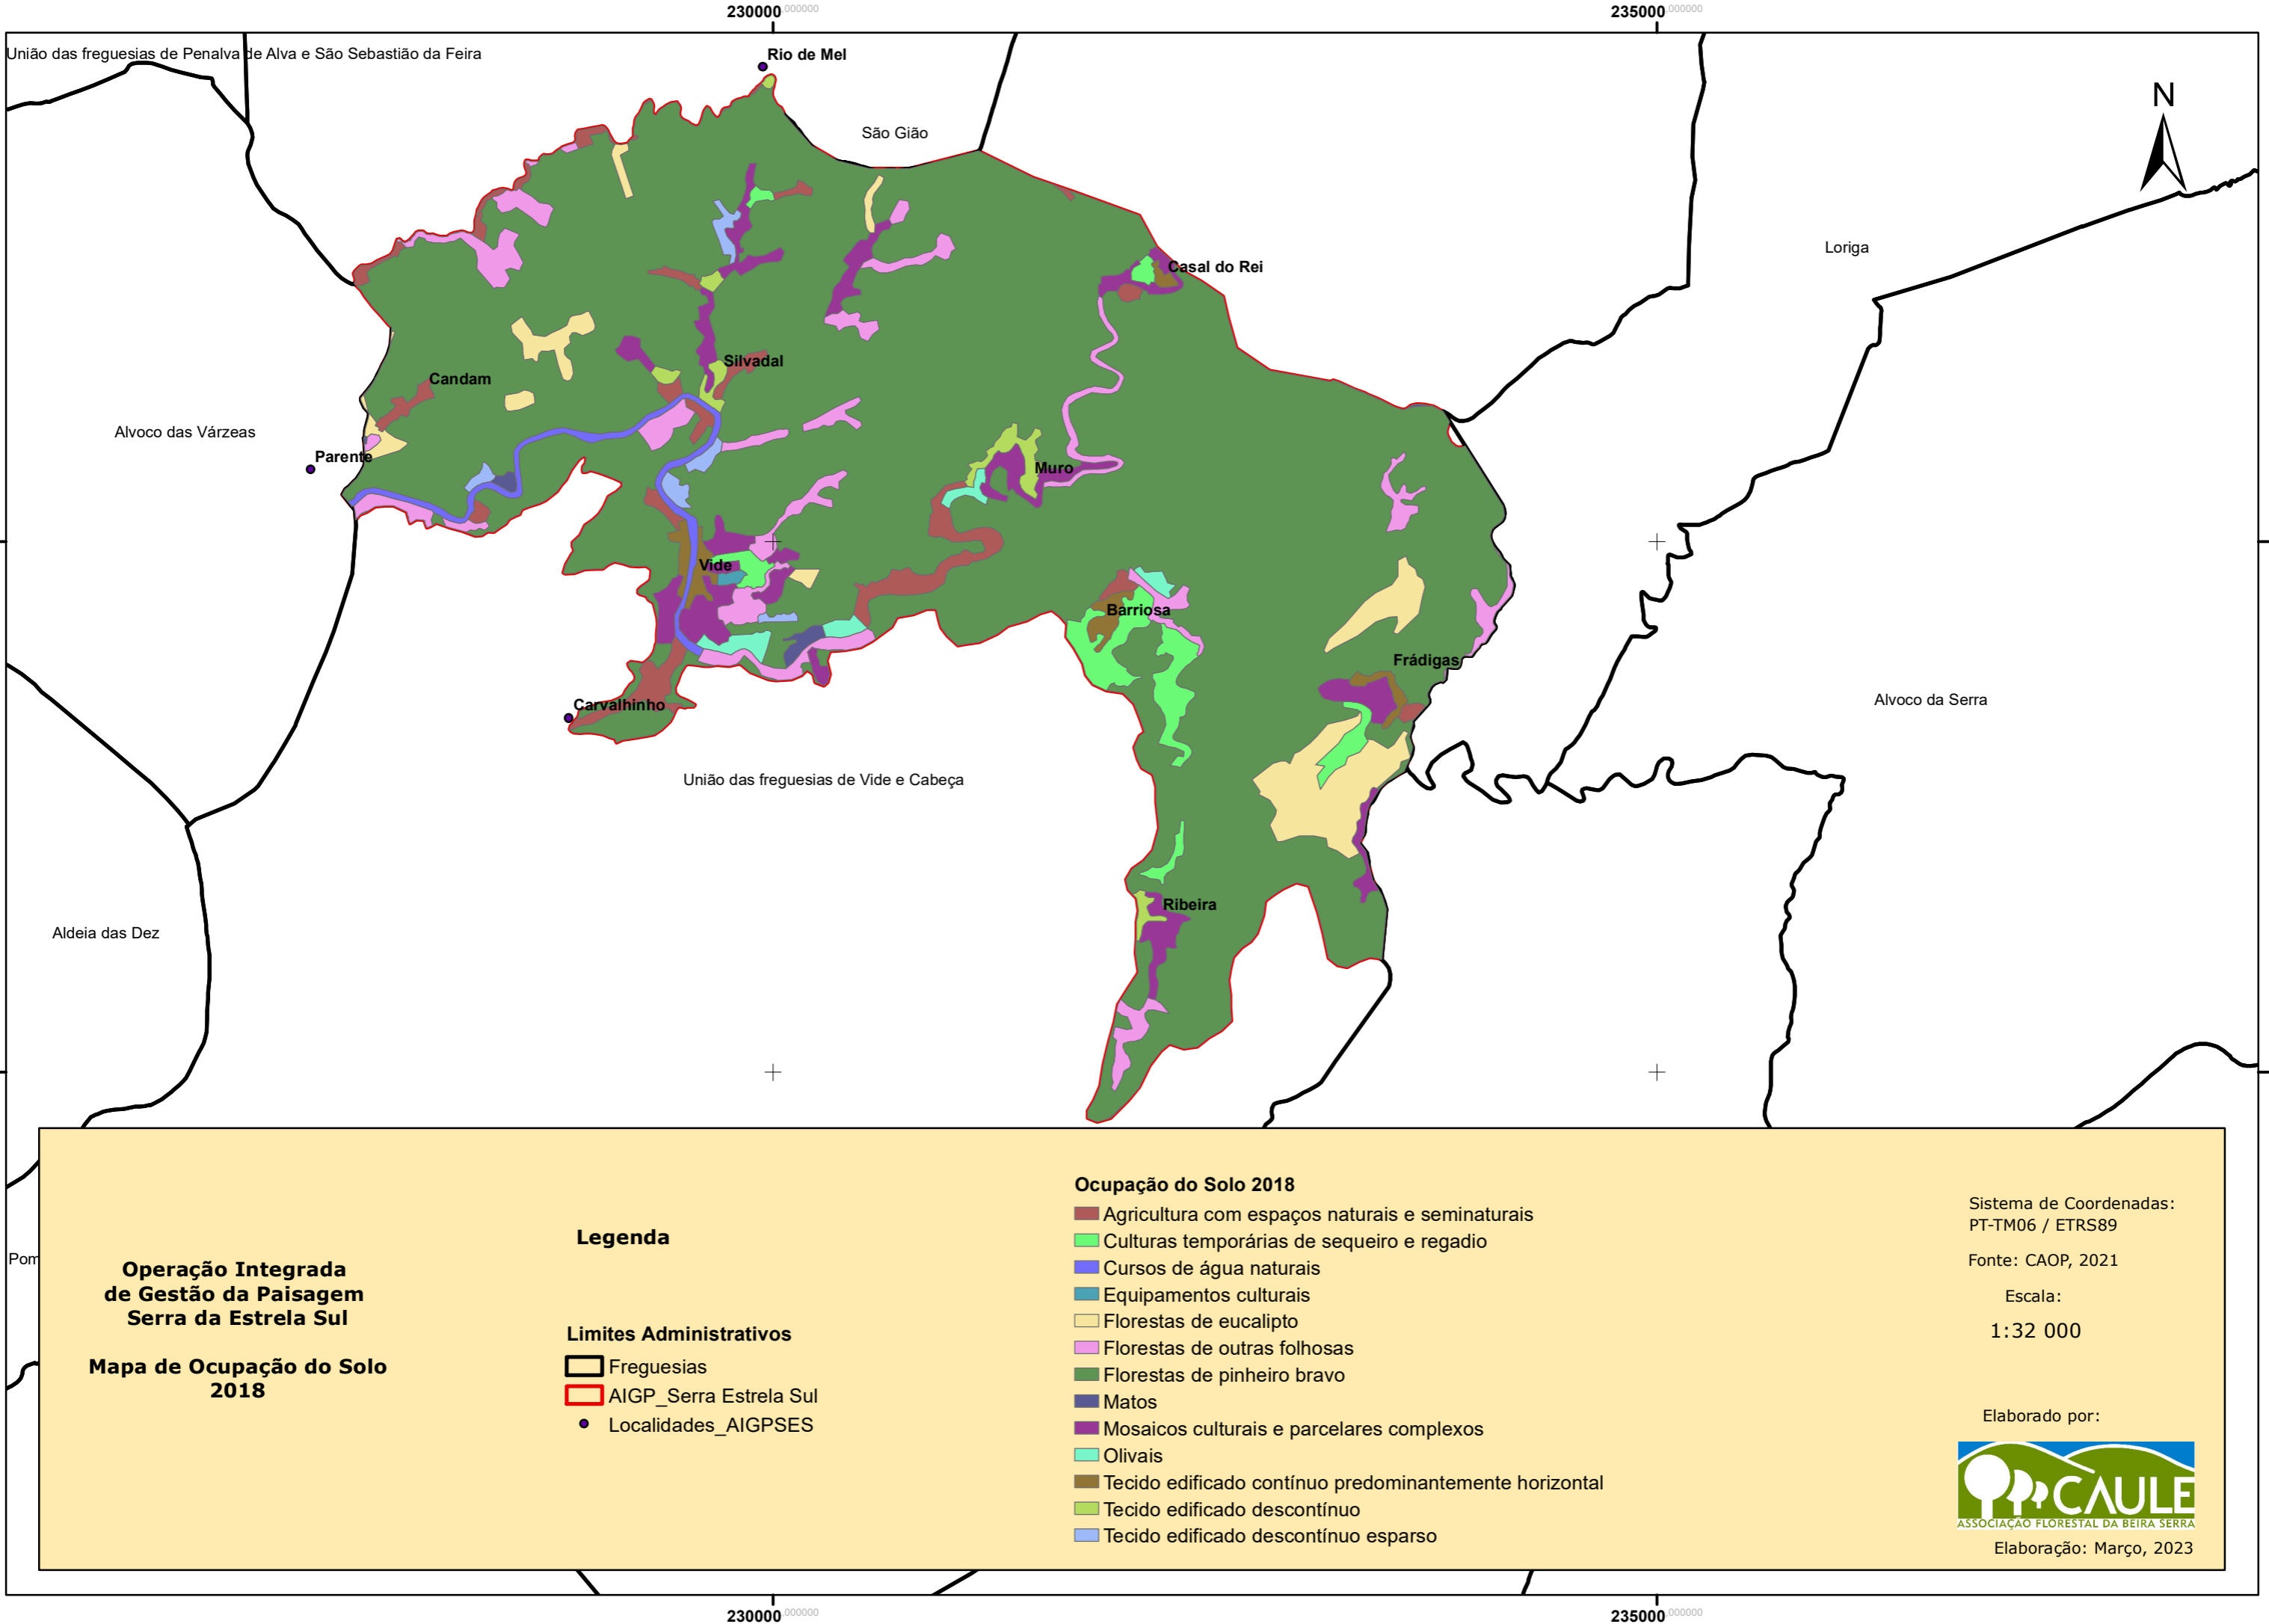 230000.000000
235000.000000
União das freguesias de Penalva de Alva e São Sebastião da Feira
Rio de Mel
N
São Gião
Loriga
Casal do Rei
Silvadal
Candam
Alvoco das Várzeas
Parente
Muro
Vide
Barriosa
Frádigas
Carvalhinho
Alvoco da Serra
União das freguesias de Vide e Cabeça
Ribeira
Aldeia das Dez
Pom
Operação Integrada
de Gestão da Paisagem
Serra da Estrela Sul
Mapa de Ocupação do Solo
2018
Legenda
Limites Administrativos
Freguesias
AIGP_Serra Estrela Sul
Localidades_AIGPSES
Ocupação do Solo 2018
Agricultura com espaços naturais e seminaturais
Culturas temporárias de sequeiro e regadio
Cursos de água naturais
Equipamentos culturais
Florestas de eucalipto
Florestas de outras folhosas
Florestas de pinheiro bravo
Matos
Mosaicos culturais e parcelares complexos
Olivais
Tecido edificado contínuo predominantemente horizontal
Tecido edificado descontínuo
Tecido edificado descontínuo esparso
Sistema de Coordenadas:
PT-TM06 / ETRS89
Fonte: CAOP, 2021
Escala:
1:32 000
Elaborado por:
CAULE
ASSOCIAÇÃO FLORESTAL DA BEIRA SERRA
Elaboração: Março, 2023
230000.000000
235000.000000